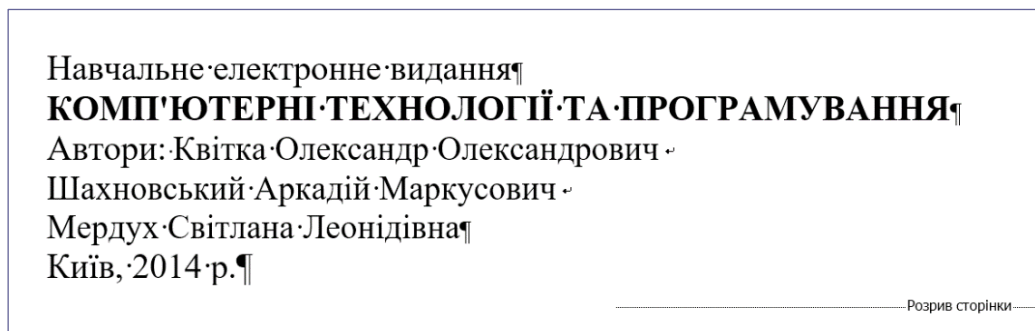 Навчальне електронне видання¶
КОМП'ЮТЕРНІ ТЕХНОЛОГІЇ ТА ПРОГРАМУВАННЯ¶
Автори: Квітка Олександр Олександрович ↵
Шахновський Аркадій Маркусович ↵
Мердух Світлана Леонідівна¶
Київ, 2014 р.¶
Розрив сторінки